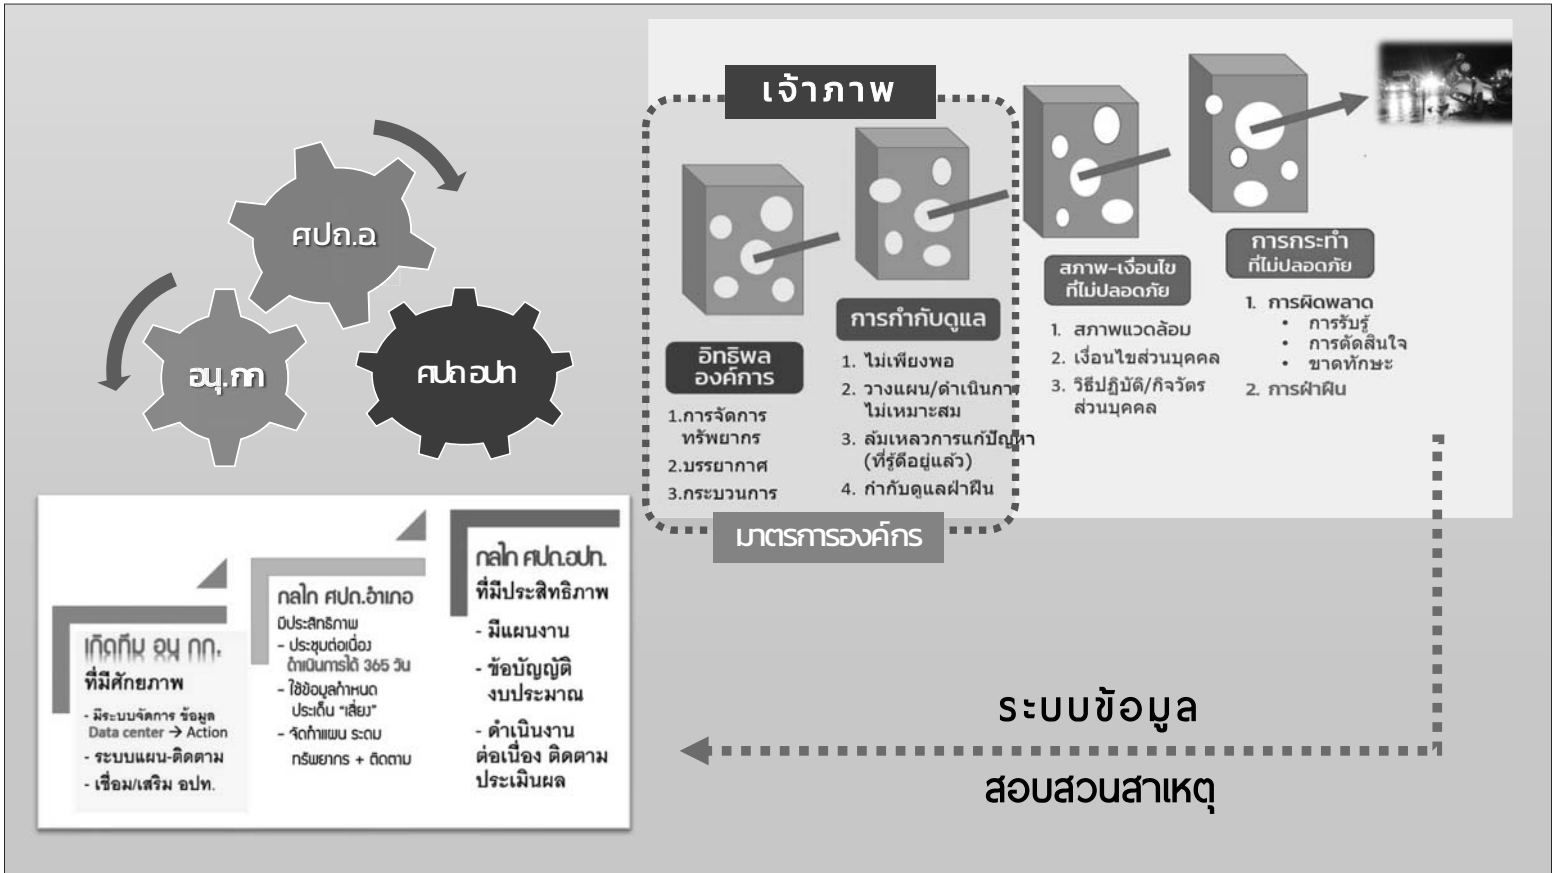 เจ้าภาพ
ศปถ.อ
อนุ.กก
ศปถ อปท
อิทธิพล
องค์การ
1.การจัดการ
ทรัพยากร
2.บรรยากาศ
3.กระบวนการ
การกำกับดูแล
1. ไม่เพียงพอ
2. วางแผน/ดำเนินการ
ไม่เหมาะสม
3. ล้มเหลวการแก้ปัญหา
(ที่รู้ดีอยู่แล้ว)
4. กำกับดูแลฝ่าฝืน
สภาพ-เงื่อนไข
ที่ไม่ปลอดภัย
1. สภาพแวดล้อม
2. เงื่อนไขส่วนบุคคล
3. วิธีปฏิบัติ/กิจวัตร
ส่วนบุคคล
การกระทำ
ที่ไม่ปลอดภัย
1. การผิดพลาด
• การรับรู้
• การตัดสินใจ
• ขาดทักษะ
2. การฝ่าฝืน
มาตรการองค์กร
เกิดทีม อนุ กก.
ที่มีศักยภาพ
- มีระบบจัดการ ข้อมูล
Data center → Action
- ระบบแผน-ติดตาม
- เชื่อม/เสริม อปท.
กลไก ศปถ.อำเภอ
มีประสิทธิภาพ
- ประชุมต่อเนื่อง
ดำเนินการได้ 365 วัน
- ใช้ข้อมูลกำหนด
ประเด็น “เสี่ยง”
- จัดทำแผน ระดม
ทรัพยากร + ติดตาม
กลไก ศปถ.อปท.
ที่มีประสิทธิภาพ
- มีแผนงาน
- ข้อบัญญัติ
งบประมาณ
- ดำเนินงาน
ต่อเนื่อง ติดตาม
ประเมินผล
ระบบข้อมูล
สอบสวนสาเหตุ